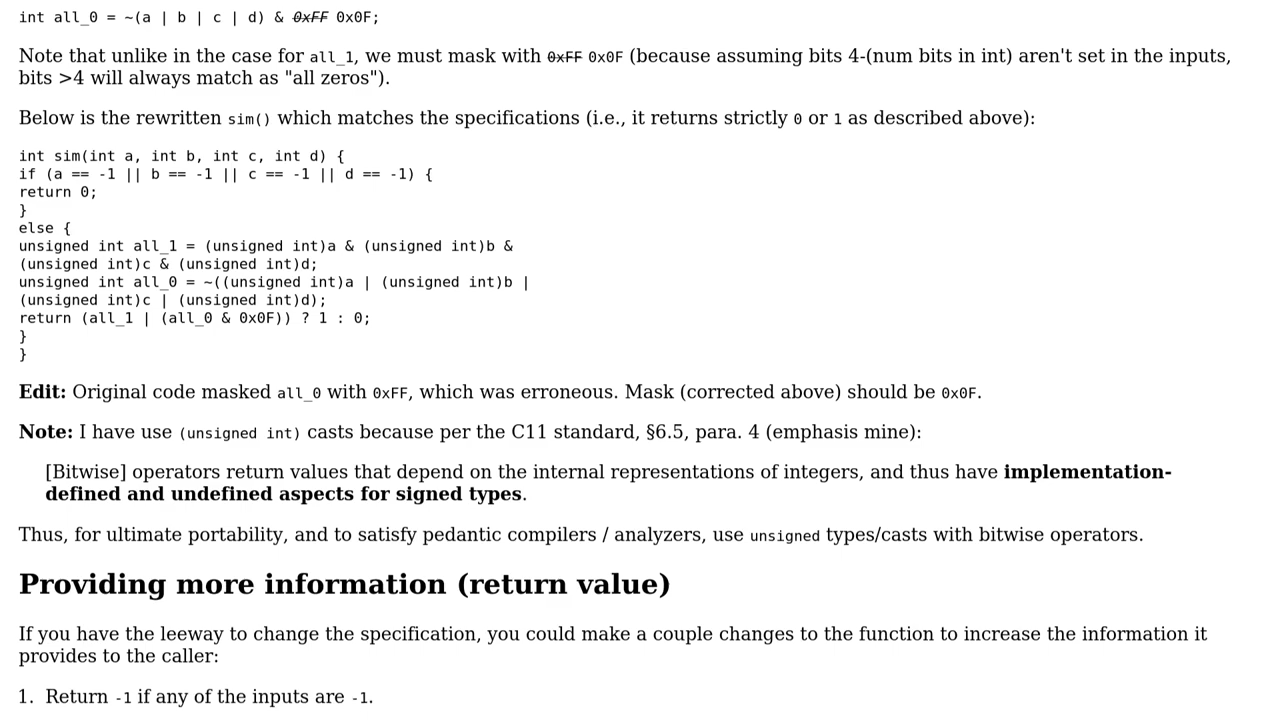 int all_0 = ~(a | b | c | d) & 0xFF 0x0F;
Note that unlike in the case for all_1, we must mask with 0xFF 0x0F (because assuming bits 4-(num bits in int) aren't set in the inputs,
bits >4 will always match as "all zeros").
Below is the rewritten sim() which matches the specifications (i.e., it returns strictly 0 or 1 as described above):
int sim(int a, int b, int c, int d) {
if (a == -1 || b == -1 || c == -1 || d == -1) {
return 0;
}
else {
unsigned int all_1 = (unsigned int)a & (unsigned int)b &
(unsigned int)c & (unsigned int)d;
unsigned int all_0 = ~((unsigned int)a | (unsigned int)b |
(unsigned int)c | (unsigned int)d);
return (all_1 | (all_0 & 0x0F)) ? 1 : 0;
}
}
Edit: Original code masked all_0 with 0xFF, which was erroneous. Mask (corrected above) should be 0x0F.
Note: I have use (unsigned int) casts because per the C11 standard, §6.5, para. 4 (emphasis mine):
[Bitwise] operators return values that depend on the internal representations of integers, and thus have implementation-
defined and undefined aspects for signed types.
Thus, for ultimate portability, and to satisfy pedantic compilers / analyzers, use unsigned types/casts with bitwise operators.
Providing more information (return value)
If you have the leeway to change the specification, you could make a couple changes to the function to increase the information it
provides to the caller:
1. Return -1 if any of the inputs are -1.